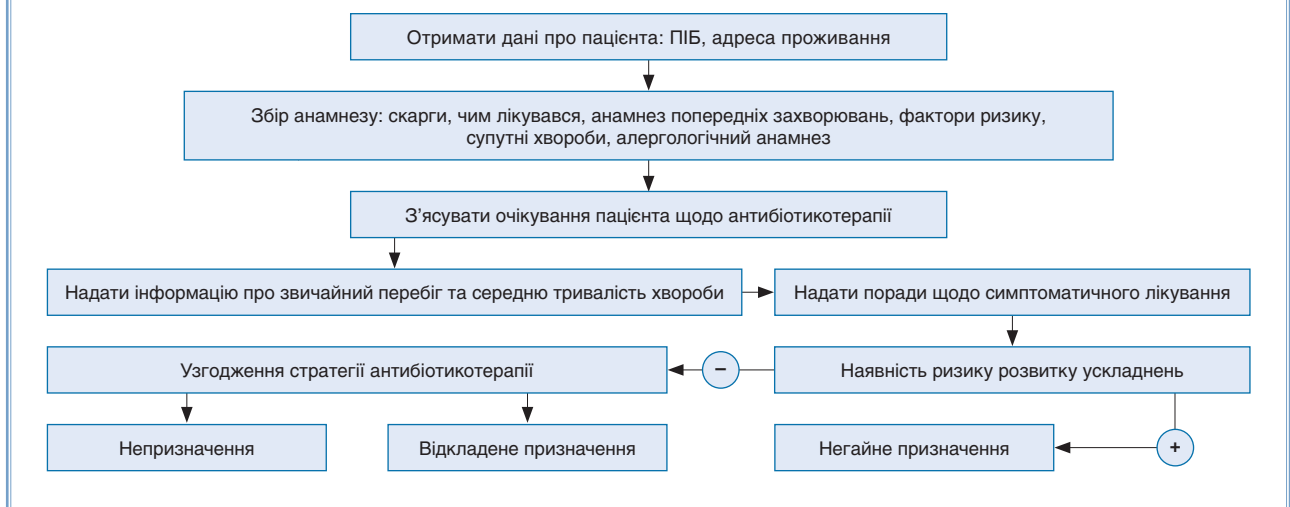 Отримати дані про пацієнта: ПІБ, адреса проживання
Збір анамнезу: скарги, чим лікувався, анамнез попередніх захворювань, фактори ризику,
супутні хвороби, алергологічний анамнез
З’ясувати очікування пацієнта щодо антибіотикотерапії
Надати інформацію про звичайний перебіг та середню тривалість хвороби
Надати поради щодо симптоматичного лікування
Узгодження стратегії антибіотикотерапії
–
Наявність ризику розвитку ускладнень
Непризначення
Відкладене призначення
Негайне призначення
+